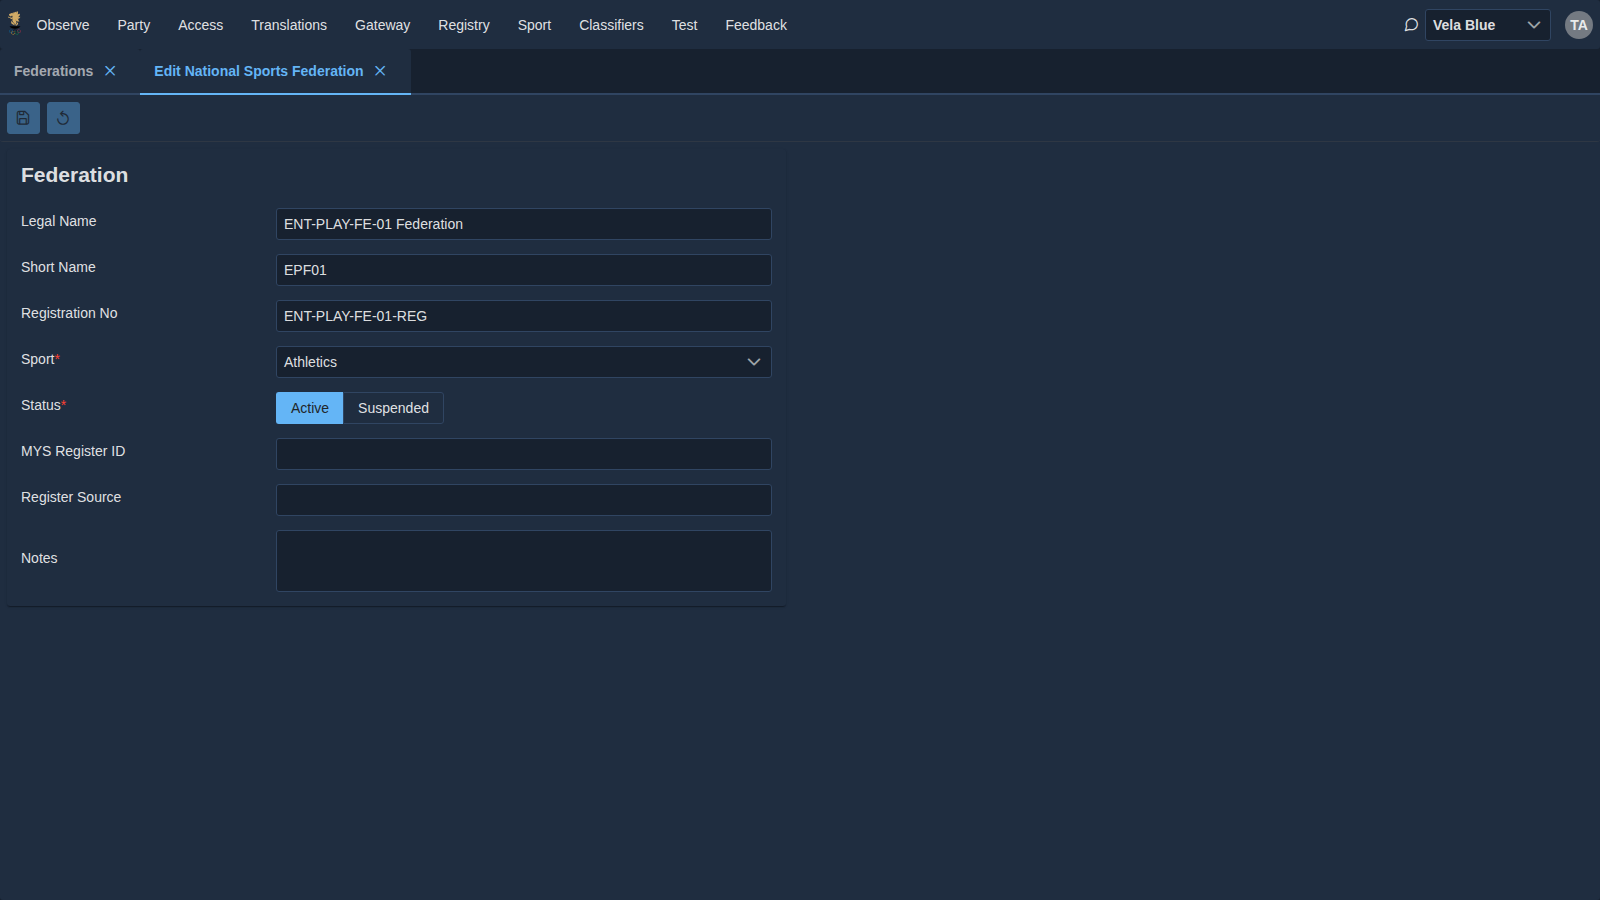 Observe Party Access Translations Gateway Registry Sport Classifiers Test Feedback Vela Blue TA
Federations Edit National Sports Federation
Federation
Legal Name ENT-PLAY-FE-01 Federation
Short Name EPF01
Registration No ENT-PLAY-FE-01-REG
Sport* Athletics
Status* Active Suspended
MYS Register ID
Register Source
Notes